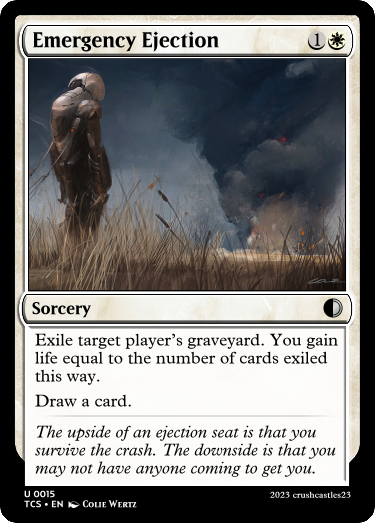 Emergency Ejection 1
Sorcery
Exile target player's graveyard. You gain
life equal to the number of cards exiled
this way.
Draw a card.
The upside of an ejection seat is that you
survive the crash. The downside is that you
may not have anyone coming to get you.
U 0015
TCS • EN Colie Wertz 2023 crushcastles23